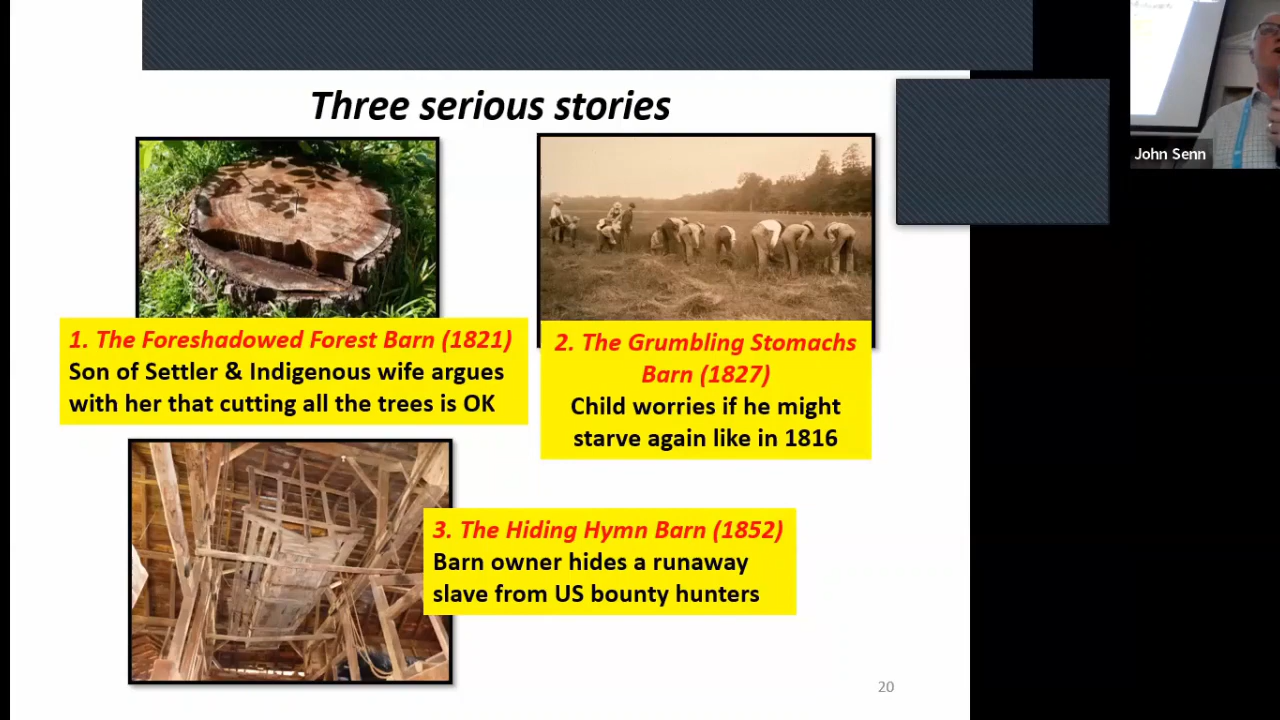 Three serious stories
1. The Foreshadowed Forest Barn (1821)
Son of Settler & Indigenous wife argues
with her that cutting all the trees is OK
2. The Grumbling Stomachs
Barn (1827)
Child worries if he might
starve again like in 1816
3. The Hiding Hymn Barn (1852)
Barn owner hides a runaway
slave from US bounty hunters
20
John Senn